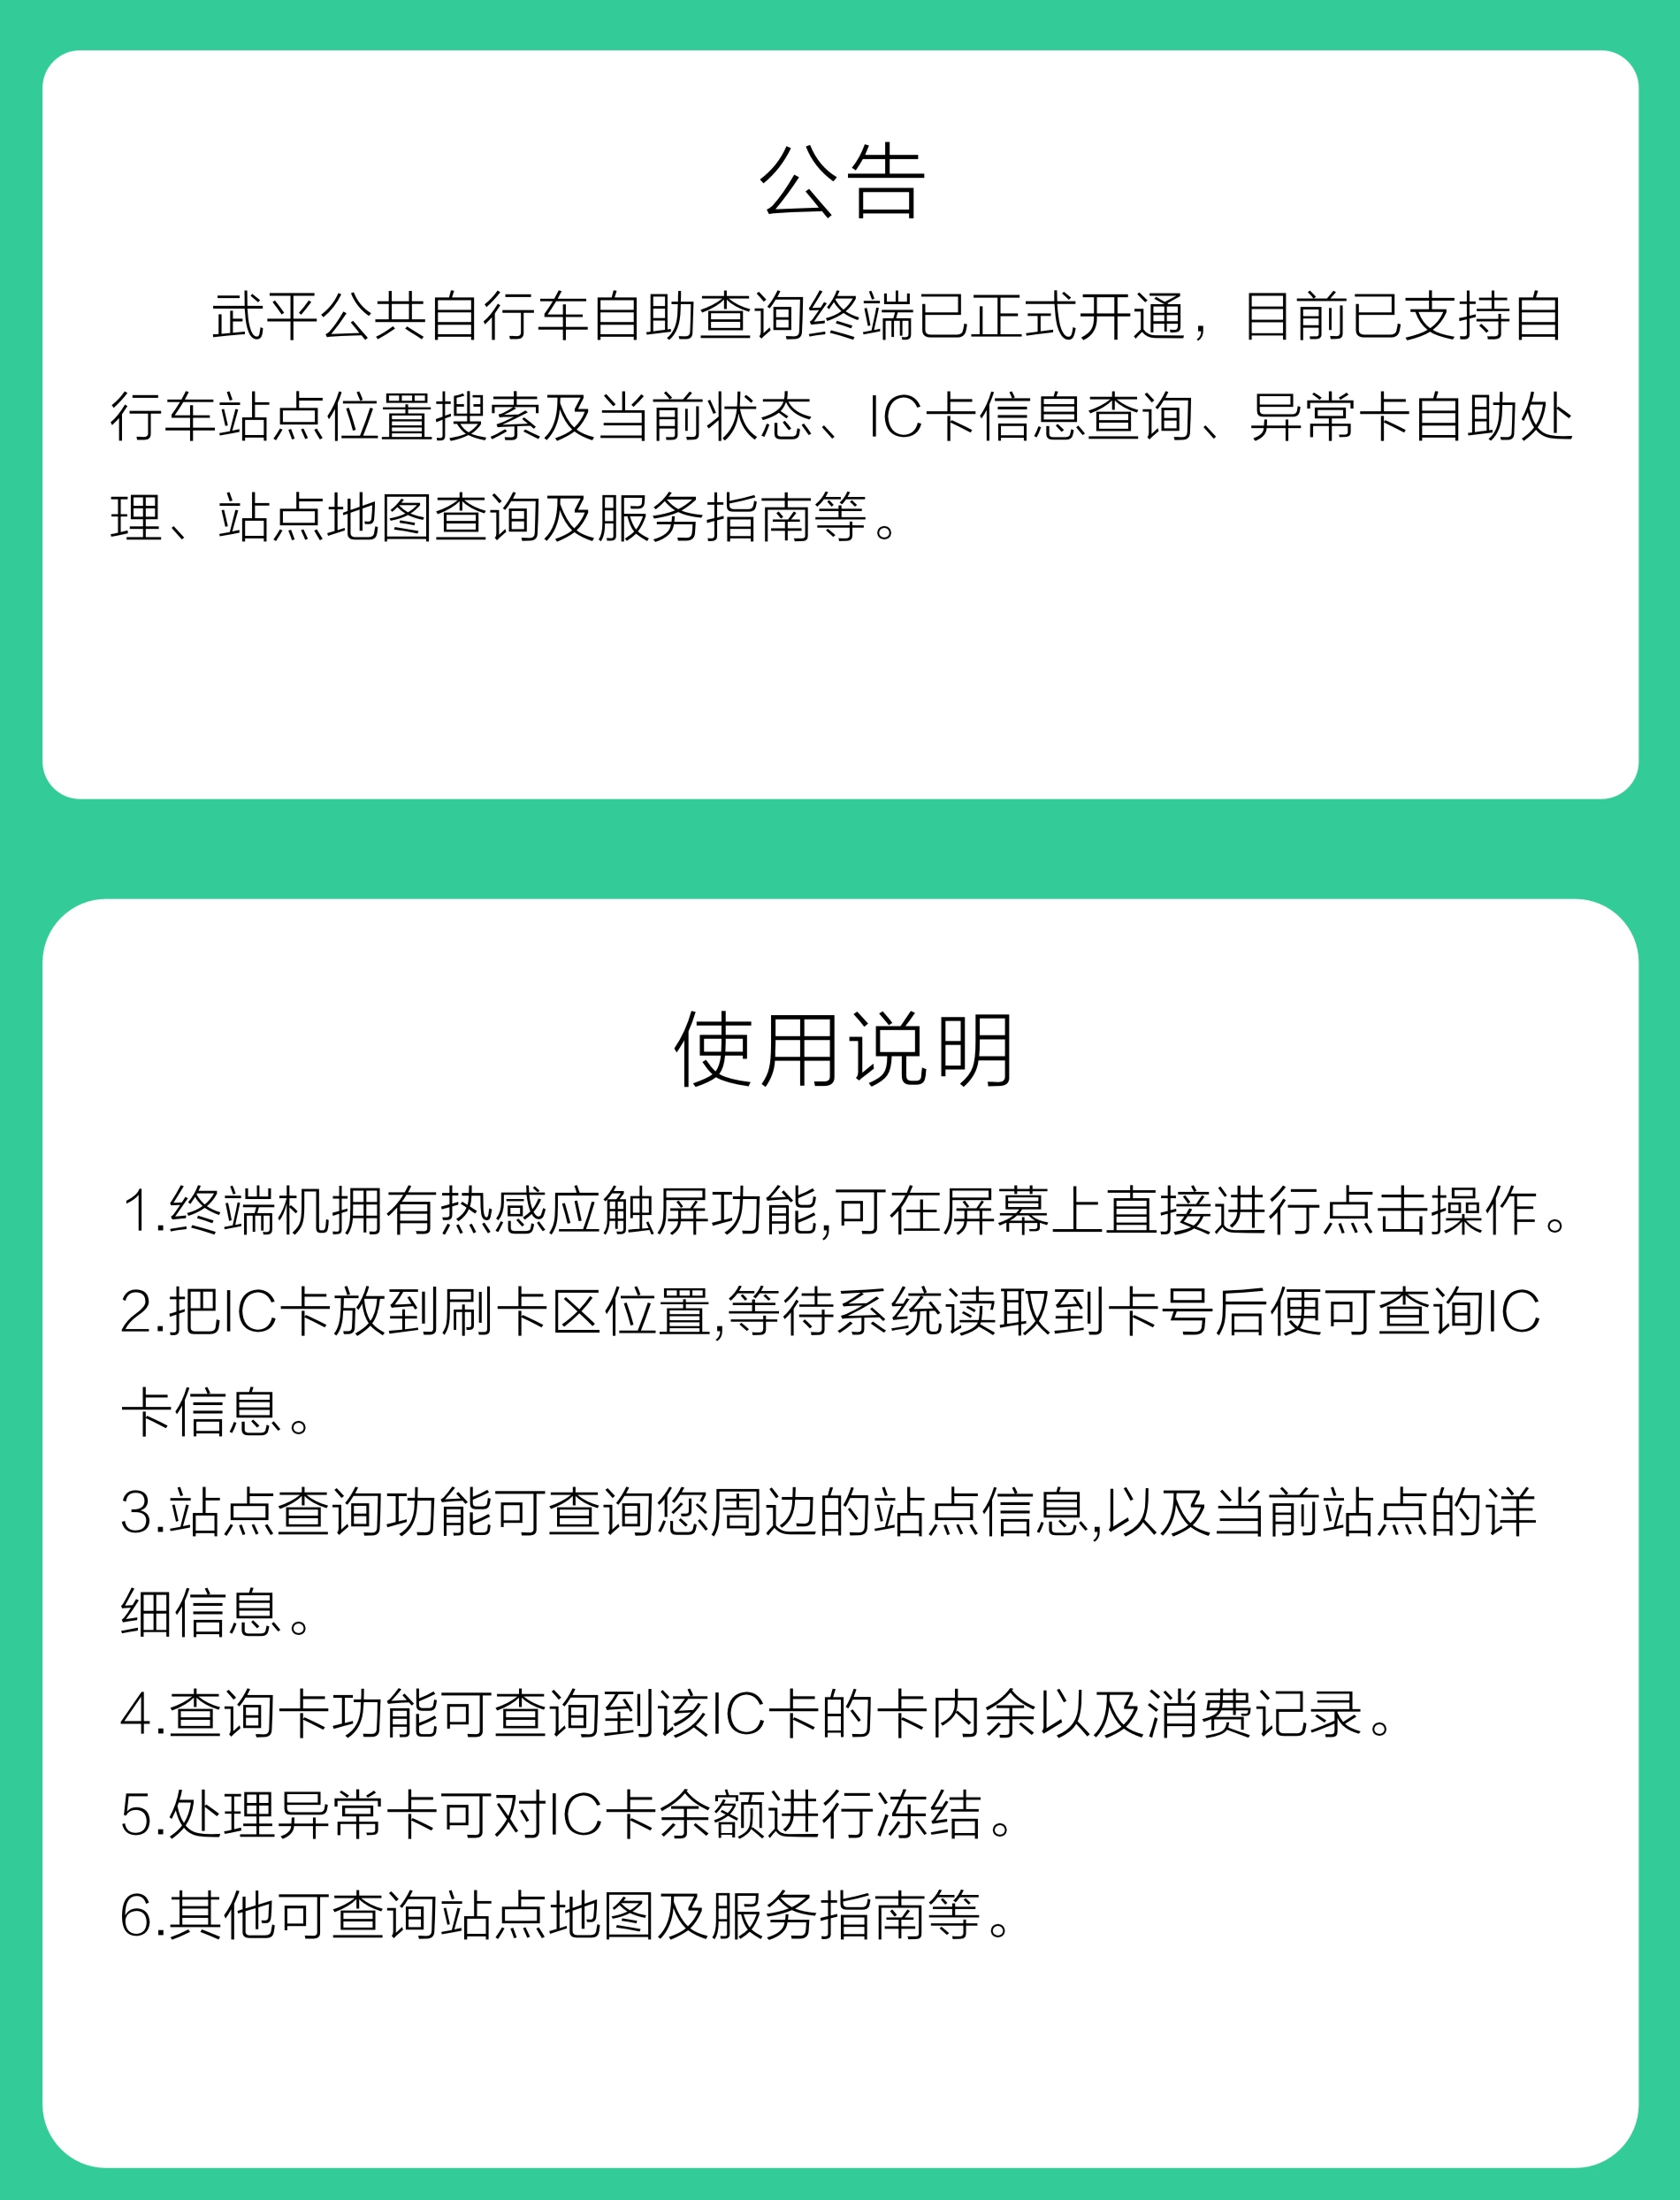 公告
武平公共自行车自助查询终端已正式开通，目前已支持自
行车站点位置搜索及当前状态、IC卡信息查询、异常卡自助处
理、站点地图查询及服务指南等。
使用说明
1.终端机拥有热感应触屏功能,可在屏幕上直接进行点击操作。
2.把IC卡放到刷卡区位置,等待系统读取到卡号后便可查询IC
卡信息。
3.站点查询功能可查询您周边的站点信息,以及当前站点的详
细信息。
4.查询卡功能可查询到该IC卡的卡内余以及消费记录。
5.处理异常卡可对IC卡余额进行冻结。
6.其他可查询站点地图及服务指南等。